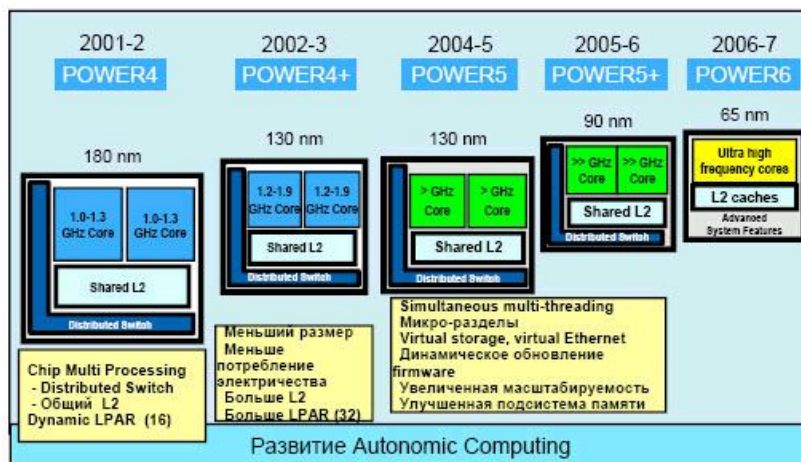 2001-2
POWER4
180 nm
1.0-1.3
GHz Core
1.0-1.3
GHz Core
Shared L2
Distributed Switch
Chip Multi Processing
- Distributed Switch
- Общий L2
Dynamic LPAR (16)
2002-3
POWER4+
130 nm
1.2-1.9
GHz Core
1.2-1.9
GHz Core
Shared L2
Distributed Switch
Меньший размер
Меньше
потребление
электричества
Больше L2
Больше LPAR (32)
2004-5
POWER5
130 nm
> GHz
Core
> GHz
Core
Shared L2
Distributed Switch
Simultaneous multi-threading
Микро-разделы
Virtual storage, virtual Ethernet
Динамическое обновление
firmware
Увеличенная масштабируемость
Улучшенная подсистема памяти
2005-6
POWER5+
90 nm
>> GHz
Core
>> GHz
Core
Shared L2
Distributed Switch
2006-7
POWER6
65 nm
Ultra high
frequency cores
L2 caches
Advanced
System Features
Развитие Autonomic Computing